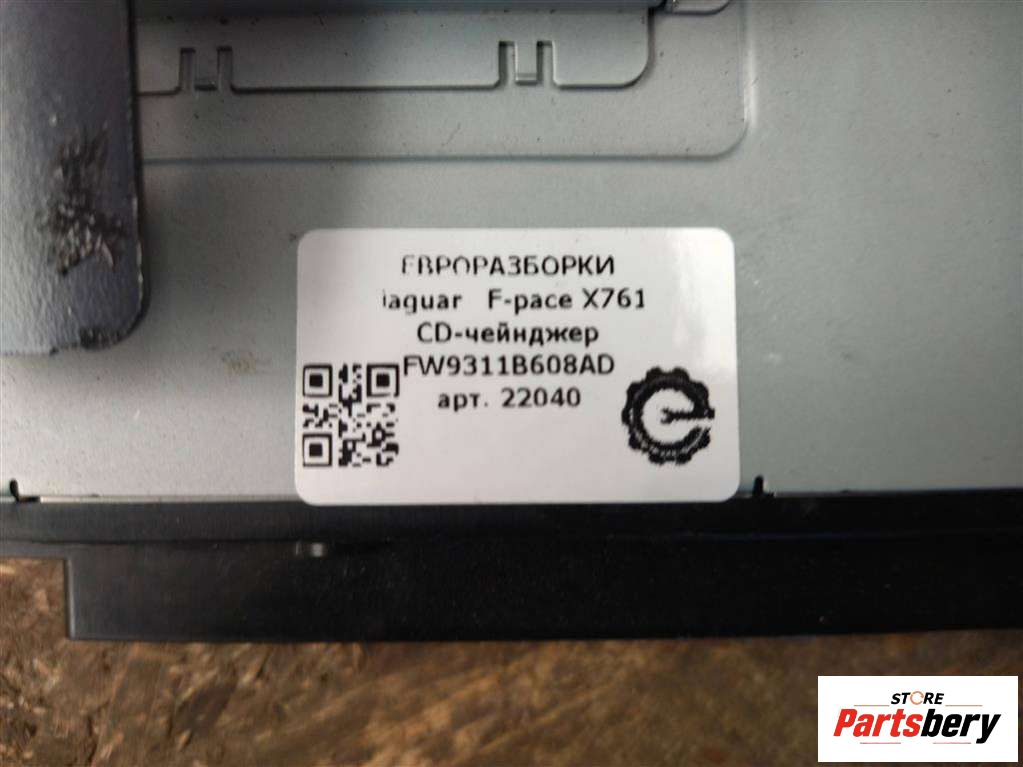 ЕВРОРАЗБОРКИ
Jaguar F-pace X761
CD-чейнджер
FW9311B608AD
арт. 22040
STORE
Partsbery